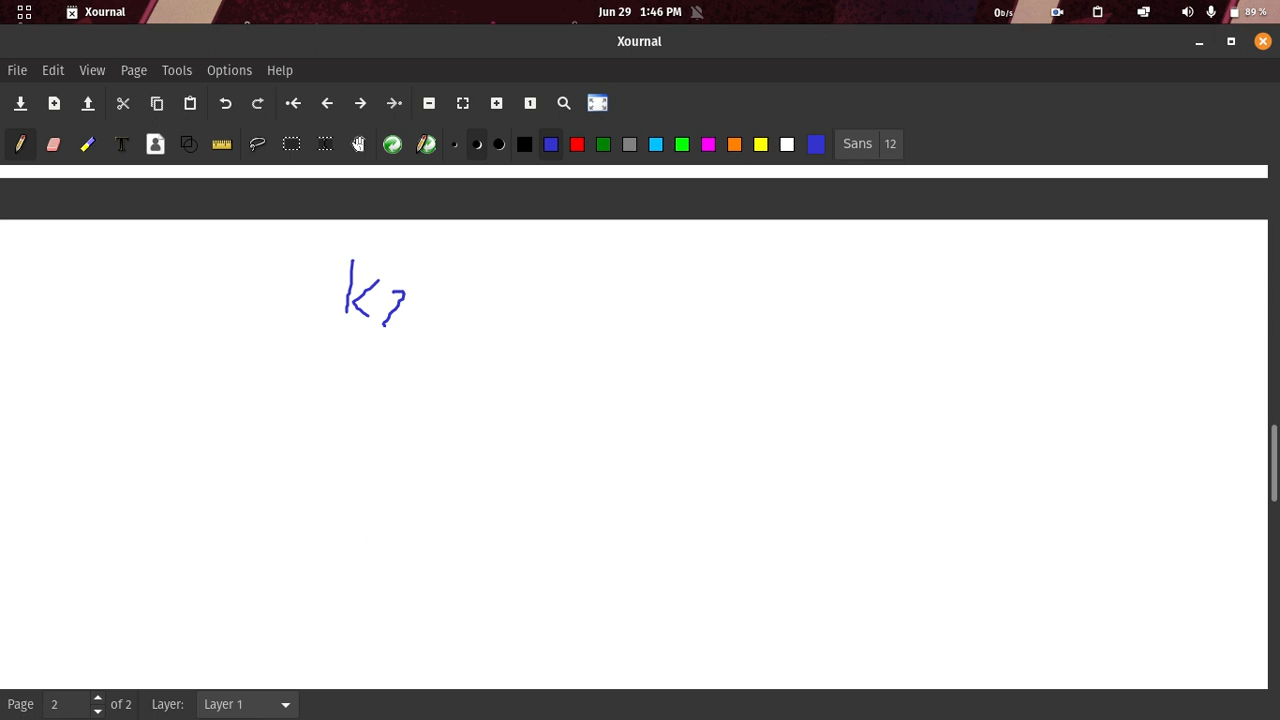 Xournal
Jun 29 1:46 PM
0b/s
89 %
Xournal
File Edit View Page Tools Options Help
Sans 12
Page 2 of 2 Layer: Layer 1